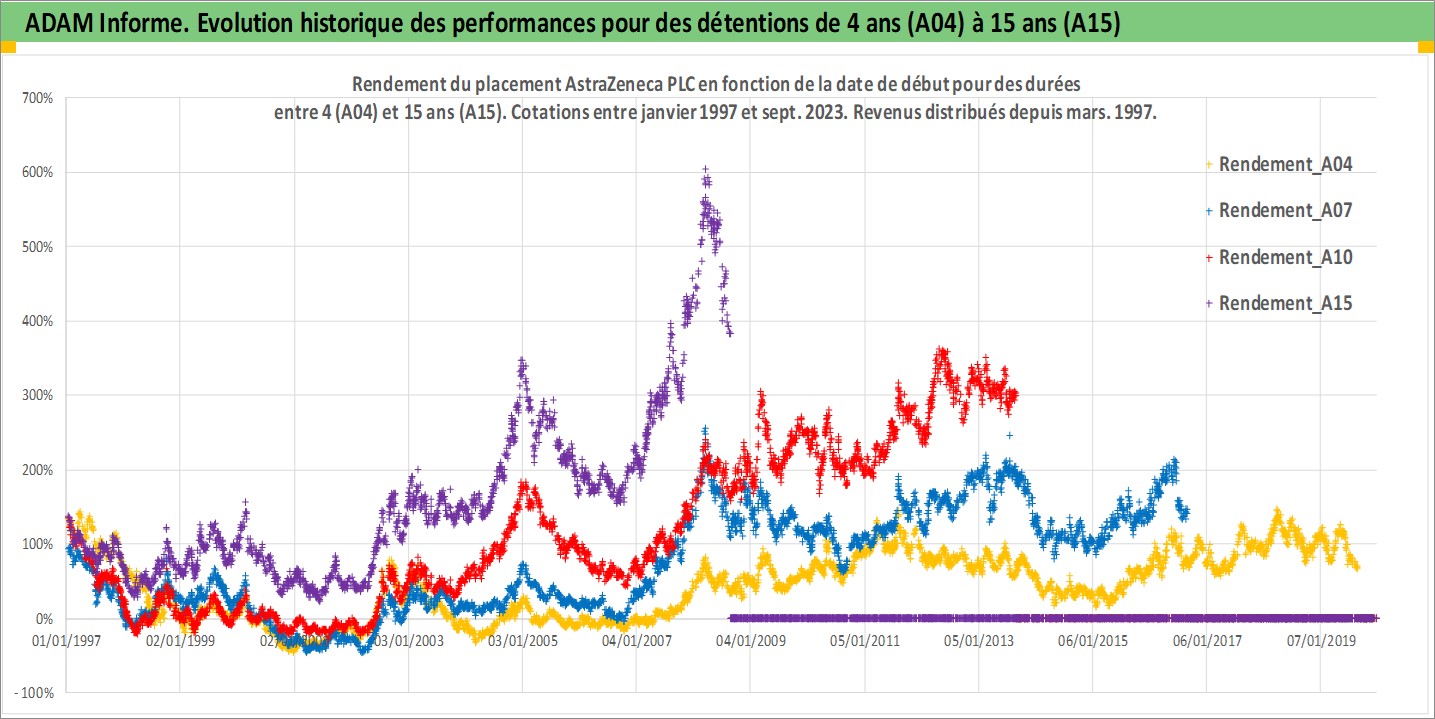 ADAM Informe. Evolution historique des performances pour des détentions de 4 ans (A04) à 15 ans (A15)
Rendement du placement AstraZeneca PLC en fonction de la date de début pour des durées
entre 4 (A04) et 15 ans (A15). Cotations entre janvier 1997 et sept. 2023. Revenus distribués depuis mars. 1997.
700%
600%
500%
400%
300%
200%
100%
0%
-100%
Rendement_A04
Rendement_A07
Rendement_A10
Rendement_A15
01/01/1997
02/01/1999
03/01/2003
03/01/2005
04/01/2007
04/01/2009
05/01/2011
05/01/2013
06/01/2015
06/01/2017
07/01/2019